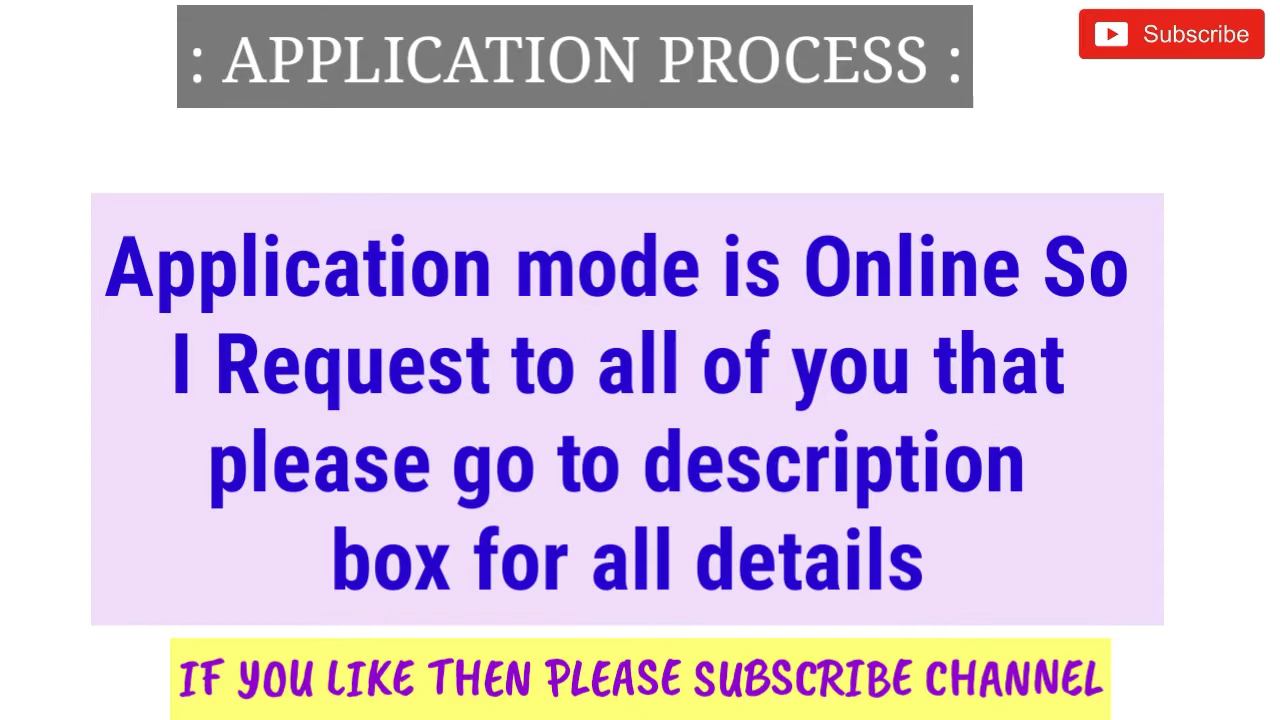 : APPLICATION PROCESS :
Subscribe
Application mode is Online So
I Request to all of you that
please go to description
box for all details
IF YOU LIKE THEN PLEASE SUBSCRIBE CHANNEL